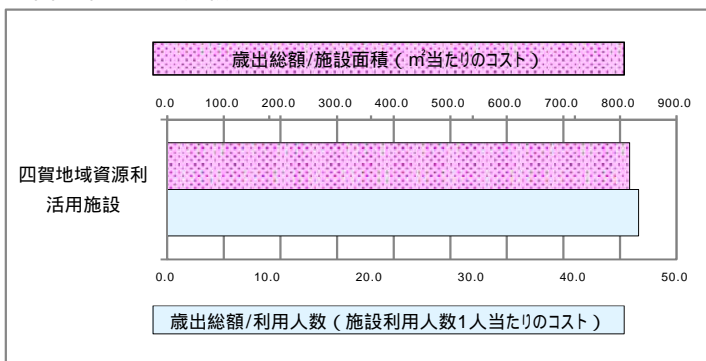 歳出総額/施設面積（㎡当たりのコスト）
0.0 100.0 200.0 300.0 400.0 500.0 600.0 700.0 800.0 900.0
四賀地域資源利
活用施設
0.0 10.0 20.0 30.0 40.0 50.0
歳出総額/利用人数（施設利用人数1人当たりのコスト）